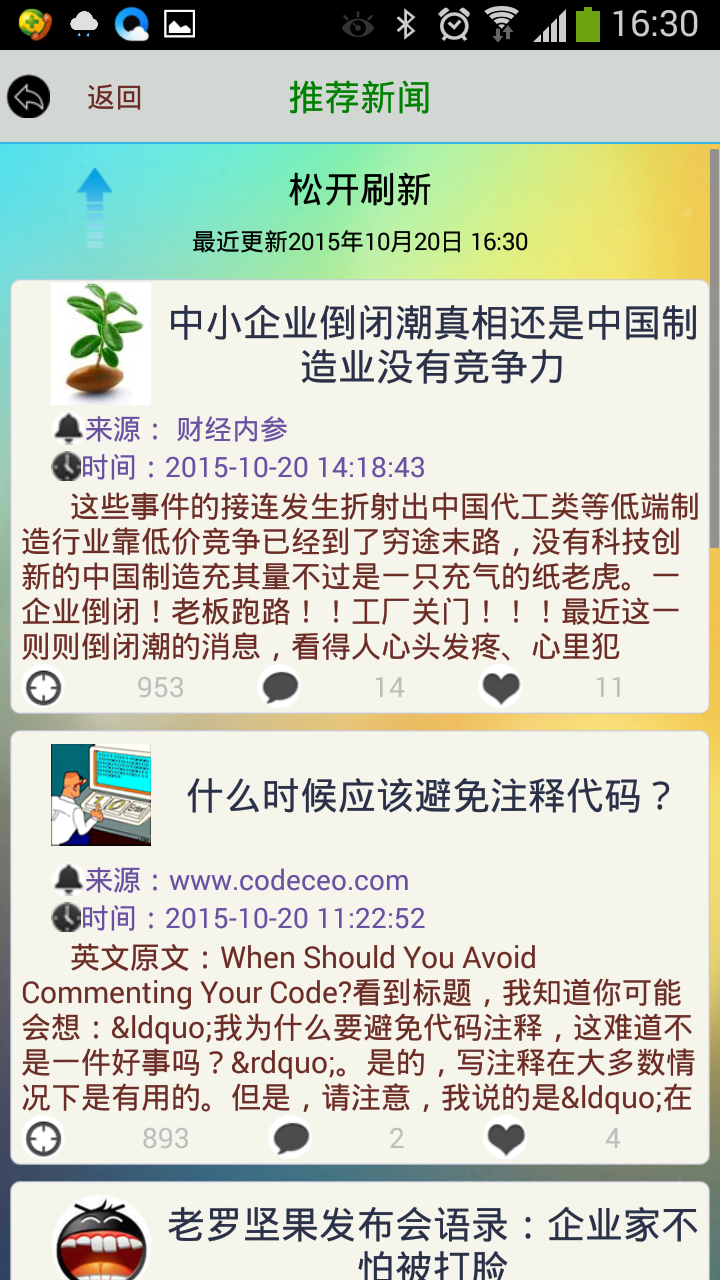 16:30
返回
推荐新闻
松开刷新
最近更新2015年10月20日 16:30
中小企业倒闭潮真相还是中国制
造业没有竞争力
来源： 财经内参
时间：2015-10-20 14:18:43
这些事件的接连发生折射出中国代工类等低端制
造行业靠低价竞争已经到了穷途末路，没有科技创
新的中国制造充其量不过是一只充气的纸老虎。一
企业倒闭！老板跑路！！工厂关门！！！最近这一
则则倒闭潮的消息，看得人心头发疼、心里犯
953 14 11
什么时候应该避免注释代码？
来源：www.codeceo.com
时间：2015-10-20 11:22:52
英文原文：When Should You Avoid
Commenting Your Code?看到标题，我知道你可能
会想：&ldquo;我为什么要避免代码注释，这难道不
是一件好事吗？&rdquo;。是的，写注释在大多数情
况下是有用的。但是，请注意，我说的是&ldquo;在
893 2 4
老罗坚果发布会语录：企业家不
怕被打脸